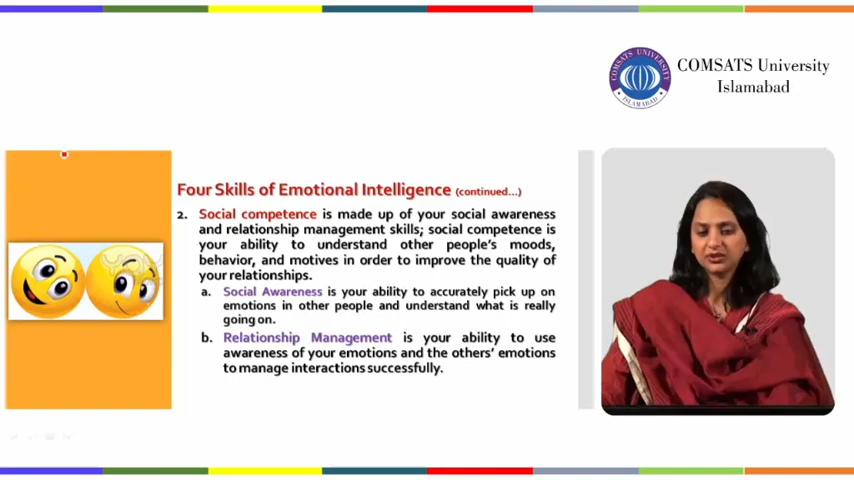 COMSATS University
Islamabad
COMSATS UNIVERSITY
ISLAMABAD
Four Skills of Emotional Intelligence (continued...)
2. Social competence is made up of your social awareness
and relationship management skills; social competence is
your ability to understand other people's moods,
behavior, and motives in order to improve the quality of
your relationships.
a. Social Awareness is your ability to accurately pick up on
emotions in other people and understand what is really
going on.
b. Relationship Management is your ability to use
awareness of your emotions and the others' emotions
to manage interactions successfully.